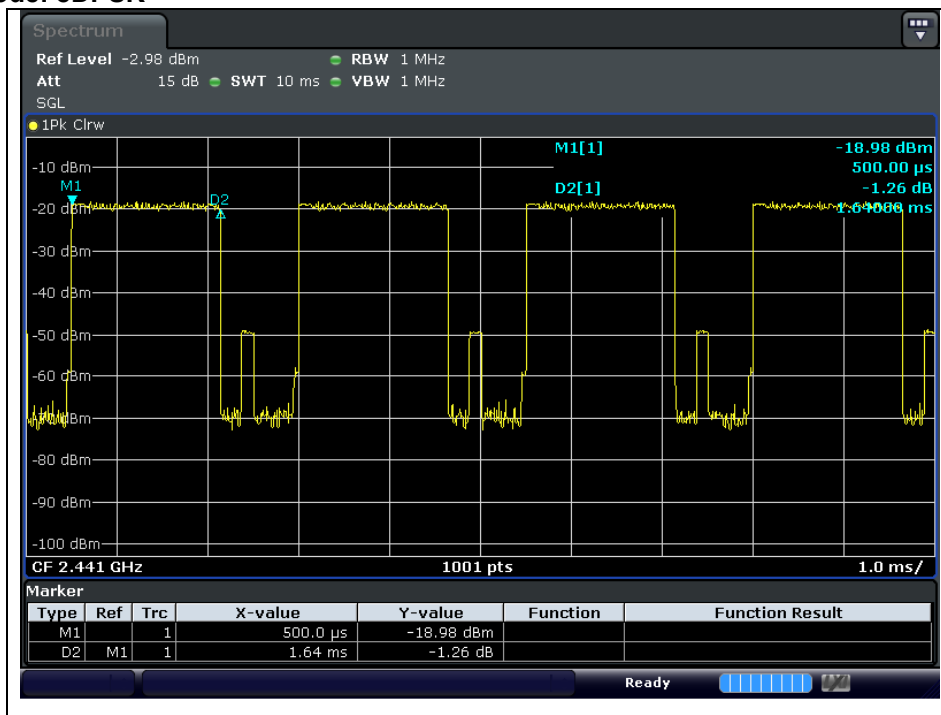 Spectrum
Ref Level -2.98 dBm RBW 1 MHz
Att 15 dB SWT 10 ms VBW 1 MHz
SGL
1Pk Clrw
M1[1] -18.98 dBm
500.00 µs
D2[1] -1.26 dB
1.64000 ms
M1
D2
-10 dBm
-20 dBm
-30 dBm
-40 dBm
-50 dBm
-60 dBm
-70 dBm
-80 dBm
-90 dBm
-100 dBm
CF 2.441 GHz 1001 pts 1.0 ms/
Marker
Type Ref Trc X-value Y-value Function Function Result
M1 1 500.0 µs -18.98 dBm
D2 M1 1 1.64 ms -1.26 dB
Ready